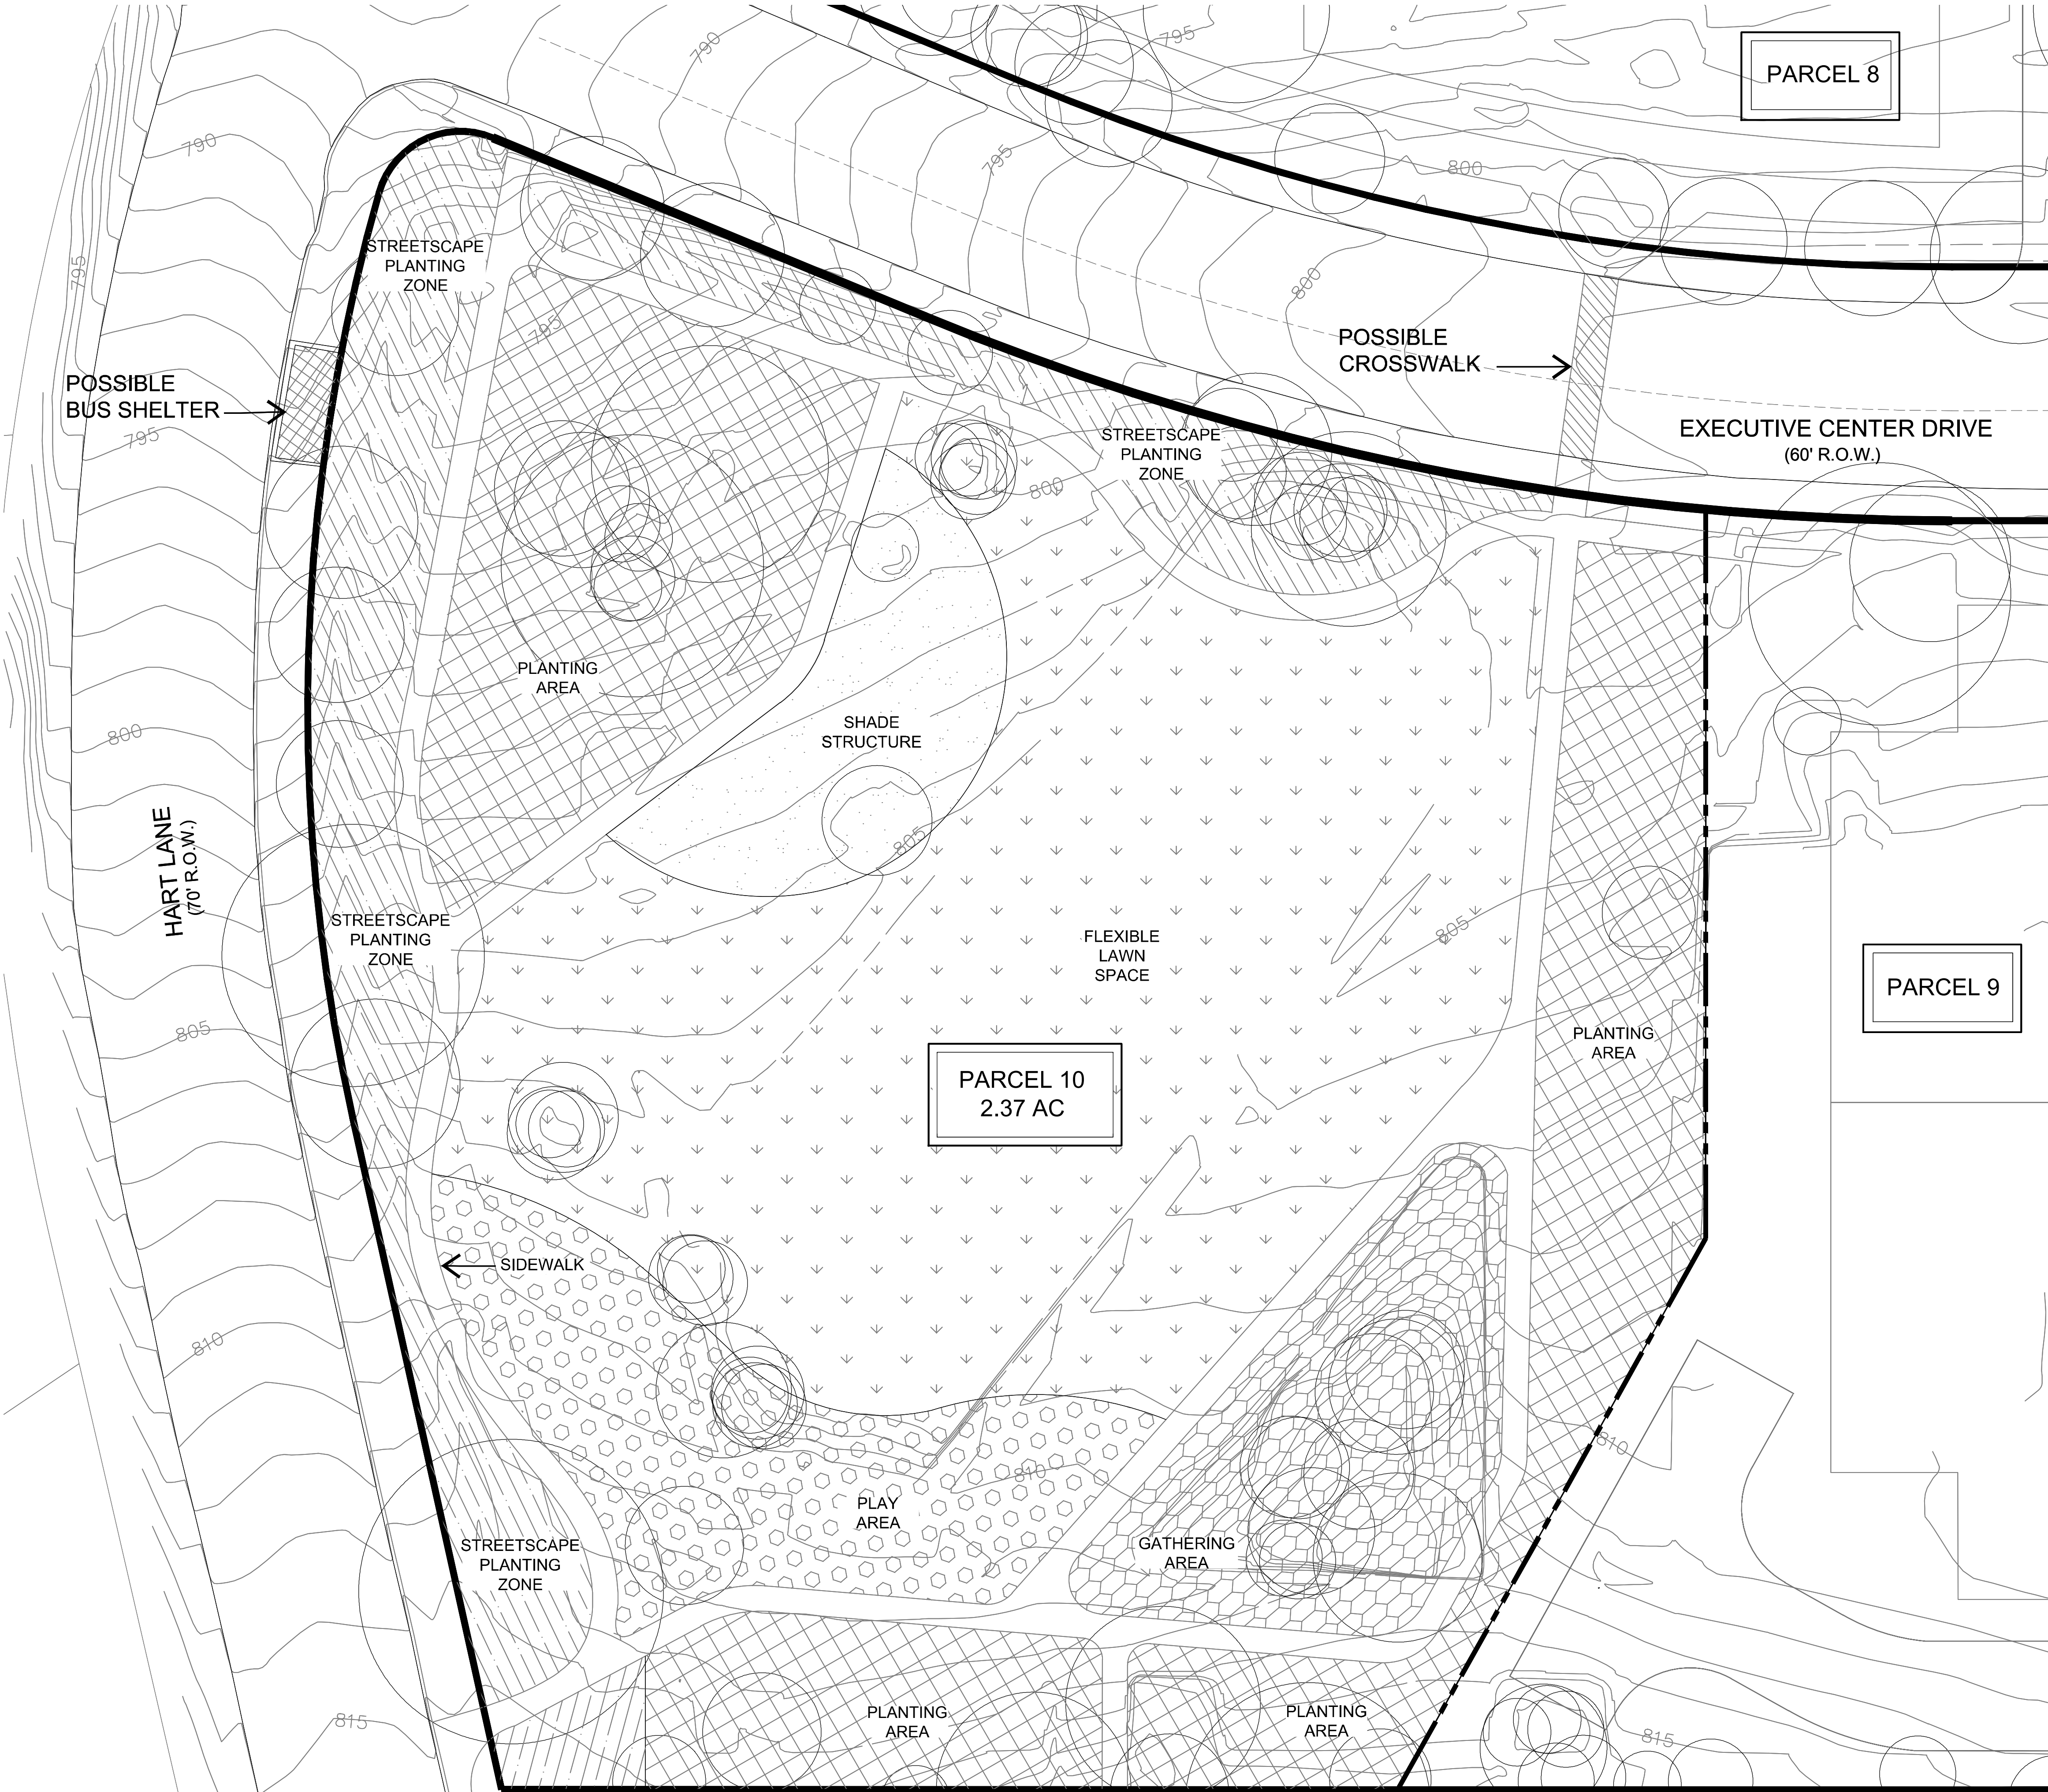 790
795
PARCEL 8
790
795
800
STREETSCAPE
PLANTING
ZONE
795
800
795
POSSIBLE
BUS SHELTER
795
POSSIBLE
CROSSWALK
EXECUTIVE CENTER DRIVE
(60' R.O.W.)
STREETSCAPE
PLANTING
ZONE
800
PLANTING
AREA
SHADE
STRUCTURE
800
805
HART LANE
(70' R.O.W.)
STREETSCAPE
PLANTING
ZONE
FLEXIBLE
LAWN
SPACE
805
PARCEL 9
805
PLANTING
AREA
PARCEL 10
2.37 AC
SIDEWALK
810
810
810
PLAY
AREA
GATHERING
AREA
STREETSCAPE
PLANTING
ZONE
PLANTING
AREA
PLANTING
AREA
815
815